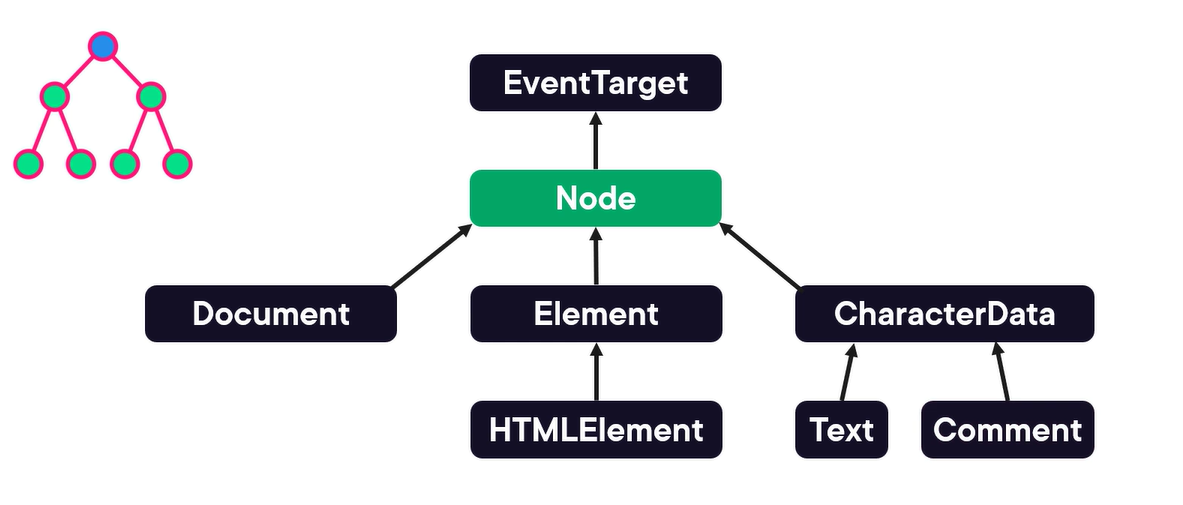 EventTarget
Node
Document
Element
CharacterData
HTMLElement
Text
Comment